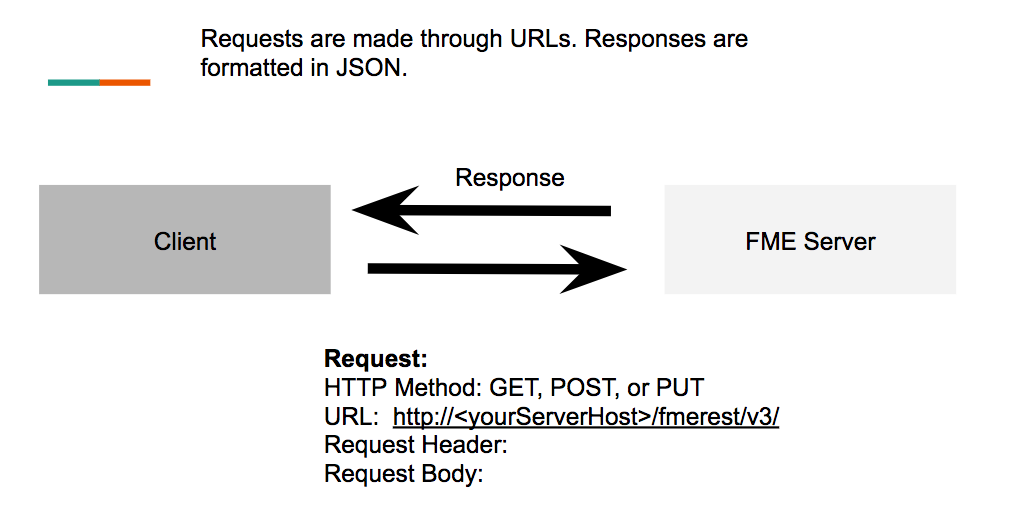 Requests are made through URLs. Responses are
formatted in JSON.
Response
Client
FME Server
Request:
HTTP Method: GET, POST, or PUT
URL:  http://<yourServerHost>/fmerest/v3/
Request Header:
Request Body: